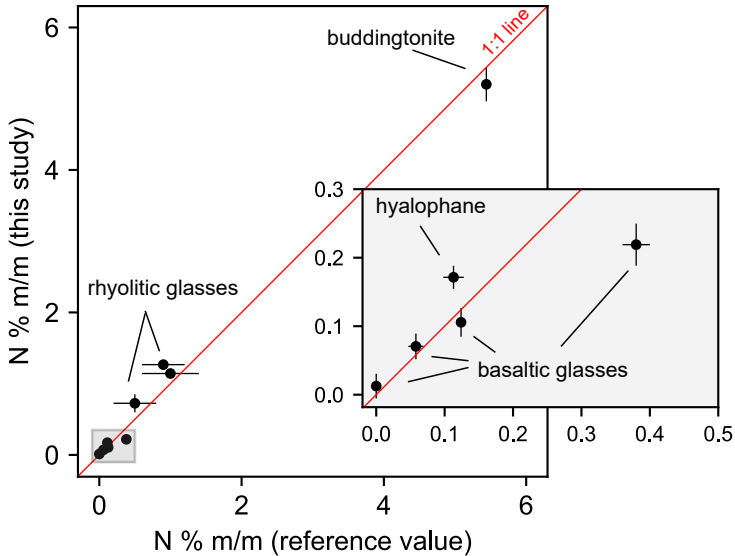 6
buddingtonite
1:1 line
4
N % m/m (this study)
0.3
hyalophane
0.2
rhyolitic glasses
2
0.1
basaltic glasses
0.0
0.0 0.1 0.2 0.3 0.4 0.5
0
0 2 4 6
N % m/m (reference value)